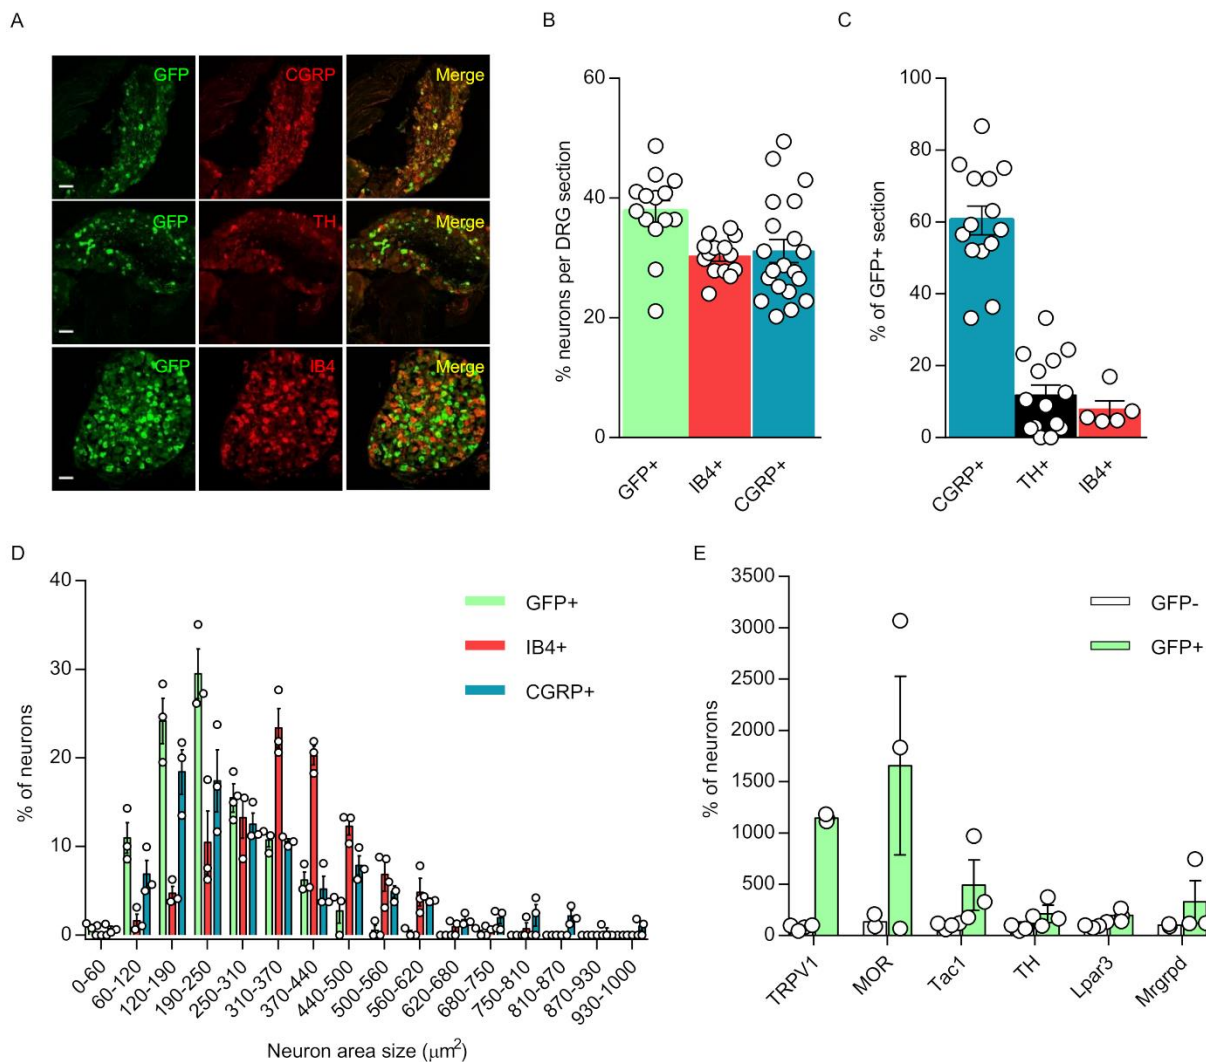 A
GFP
CGRP
Merge
GFP
TH
Merge
GFP
IB4
Merge
B
% neurons per DRG section
60
40
20
0
GFP+
IB4+
CGRP+
C
% of GFP+ section
100
80
60
40
20
0
CGRP+
TH+
IB4+
D
% of neurons
40
30
20
10
0
GFP+
IB4+
CGRP+
0-60
60-120
120-190
190-250
250-310
310-370
370-440
440-500
500-560
560-620
620-680
680-750
750-810
810-870
870-930
930-1000
Neuron area size (μm²)
E
% of neurons
3500
3000
2500
2000
1500
1000
500
0
GFP-
GFP+
TRPV1
MOR
Tac1
TH
Lpar3
Mrgrpd